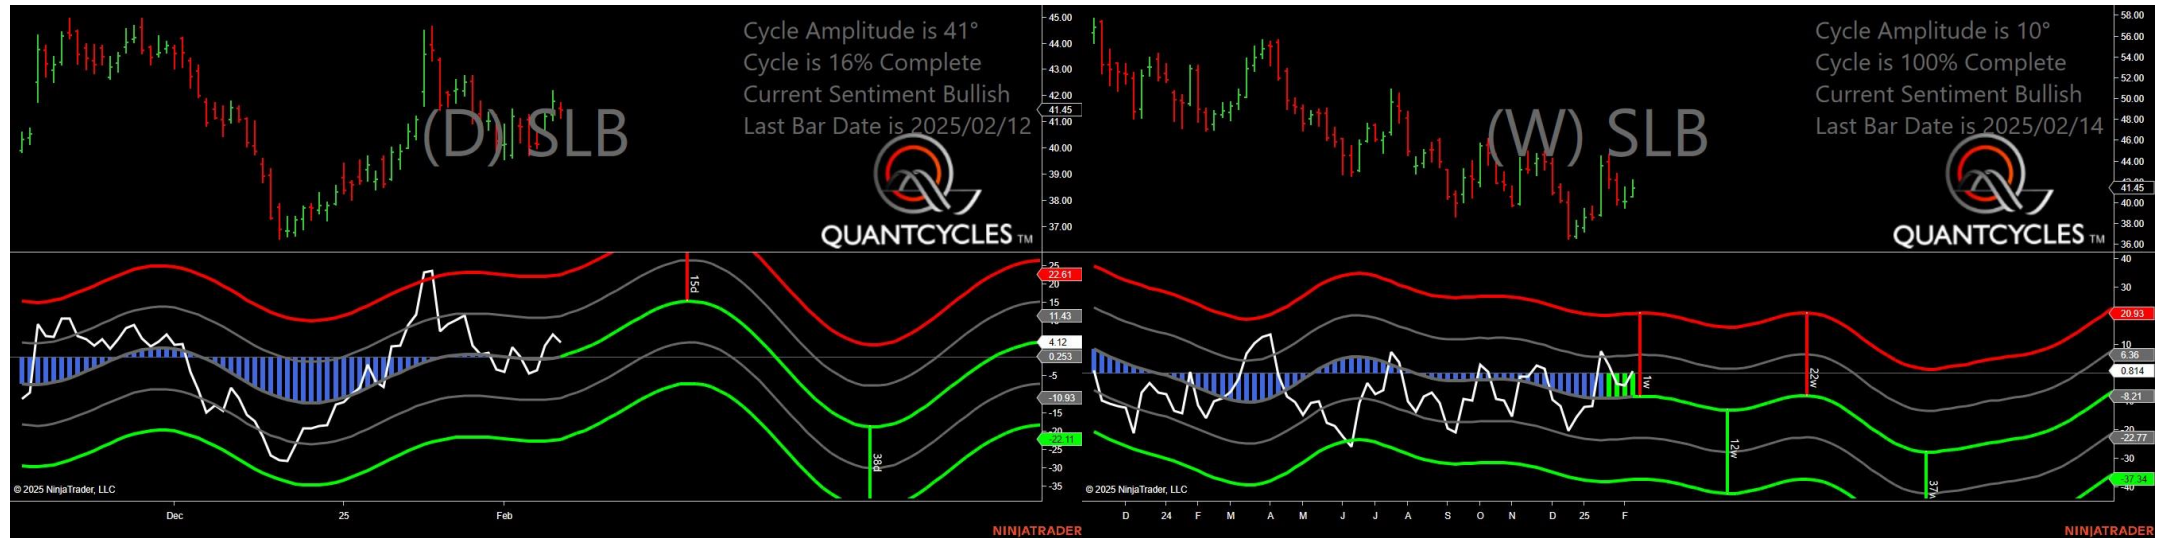 Cycle Amplitude is 41°
Cycle is 16% Complete
Current Sentiment Bullish
Last Bar Date is 2025/02/12
(D) SLB
QUANTCYCLES TM
45.00
44.00
43.00
42.00
41.45
41.00
40.00
39.00
38.00
37.00
25
22.61
20
15
11.43
4.12
0.253
-5
-10.93
-15
-20
-22.11
-25
-30
-35
15d
38d
© 2025 NinjaTrader, LLC
Dec
25
Feb
NINJATRADER
Cycle Amplitude is 10°
Cycle is 100% Complete
Current Sentiment Bullish
Last Bar Date is 2025/02/14
(W) SLB
QUANTCYCLES TM
58.00
56.00
54.00
52.00
50.00
48.00
46.00
44.00
42.00
41.45
40.00
38.00
36.00
40
30
20.93
10
6.36
0.814
-8.21
-20
-22.77
-30
-37.34
-40
1w
22w
12w
37w
© 2025 NinjaTrader, LLC
D 24 F M A M J J A S O N D 25 F
NINJATRADER